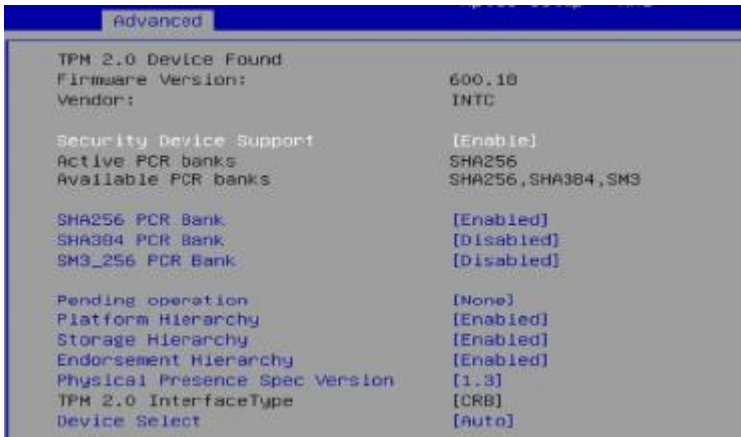 Advanced
TPM 2.0 Device Found
Firmware Version: 600.18
Vendor: INTC
Security Device Support [Enable]
Active PCR banks SHA256
Available PCR banks SHA256,SHA384,SM3
SHA256 PCR Bank [Enabled]
SHA384 PCR Bank [Disabled]
SM3_256 PCR Bank [Disabled]
Pending operation [None]
Platform Hierarchy [Enabled]
Storage Hierarchy [Enabled]
Endorsement Hierarchy [Enabled]
Physical Presence Spec Version [1.3]
TPM 2.0 InterfaceType [CRB]
Device Select [Auto]